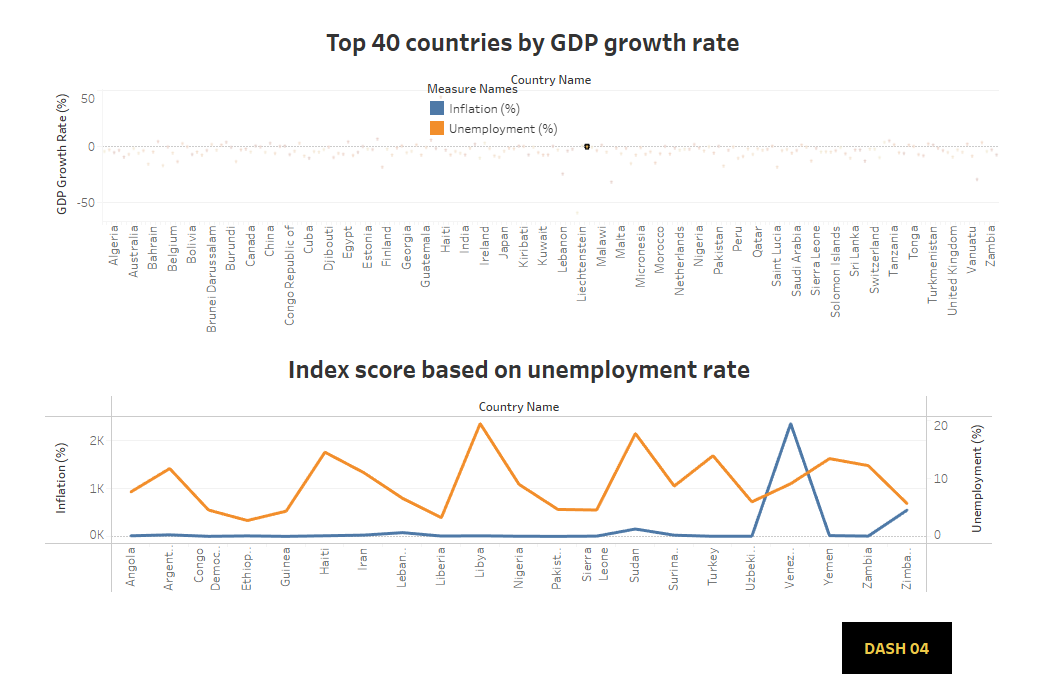 Top 40 countries by GDP growth rate
Country Name
Measure Names
Inflation (%)
Unemployment (%)
GDP Growth Rate (%)
50
0
-50
Algeria
Australia
Bahrain
Belgium
Bolivia
Brunei Darussalam
Burundi
Canada
China
Congo Republic of
Cuba
Djibouti
Egypt
Estonia
Finland
Georgia
Guatemala
Haiti
India
Ireland
Japan
Kiribati
Kuwait
Lebanon
Liechtenstein
Malawi
Malta
Micronesia
Morocco
Netherlands
Nigeria
Pakistan
Peru
Qatar
Saint Lucia
Saudi Arabia
Sierra Leone
Solomon Islands
Sri Lanka
Switzerland
Tanzania
Tonga
Turkmenistan
United Kingdom
Vanuatu
Zambia
Index score based on unemployment rate
Country Name
Inflation (%)
2K
1K
0K
20
10
0
Unemployment (%)
Angola
Argent..
Congo
Democ..
Ethiop..
Guinea
Haiti
Iran
Leban..
Liberia
Libya
Nigeria
Pakist..
Sierra
Leone
Sudan
Surina..
Turkey
Uzbeki..
Venez..
Yemen
Zambia
Zimba..
DASH 04